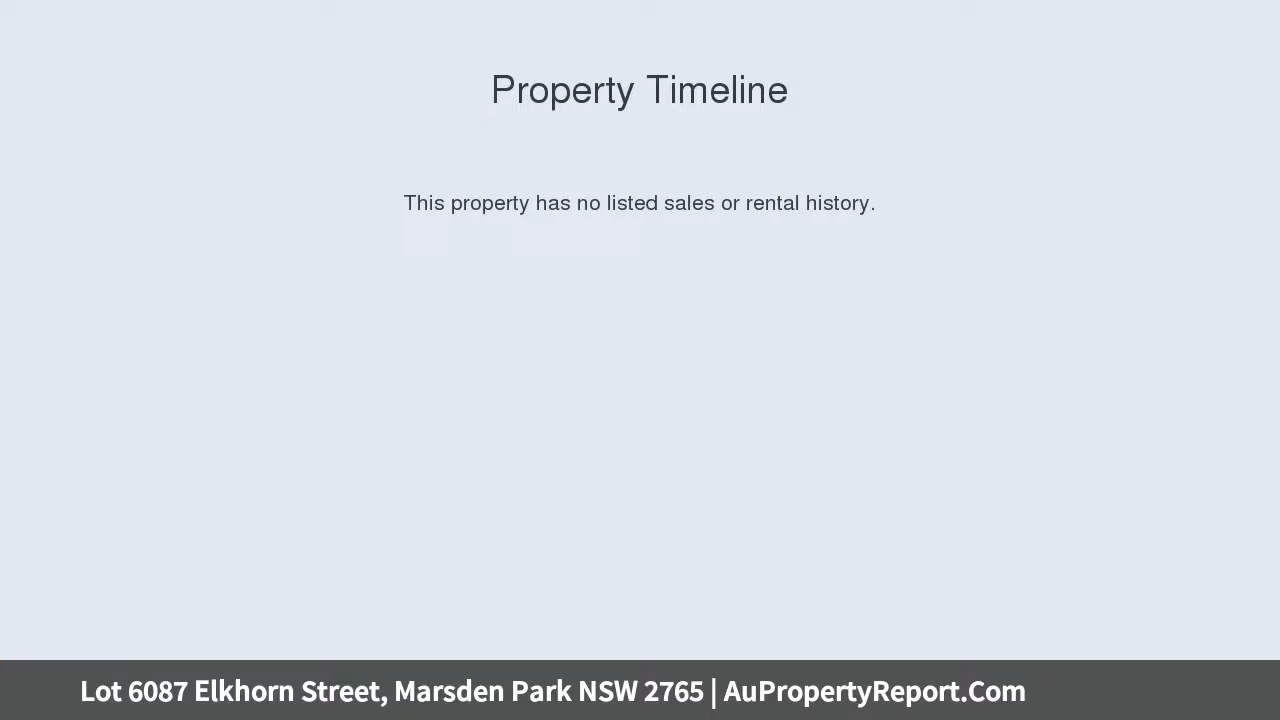 Property Timeline
This property has no listed sales or rental history.
Lot 6087 Elkhorn Street, Marsden Park NSW 2765 | AuPropertyReport.Com